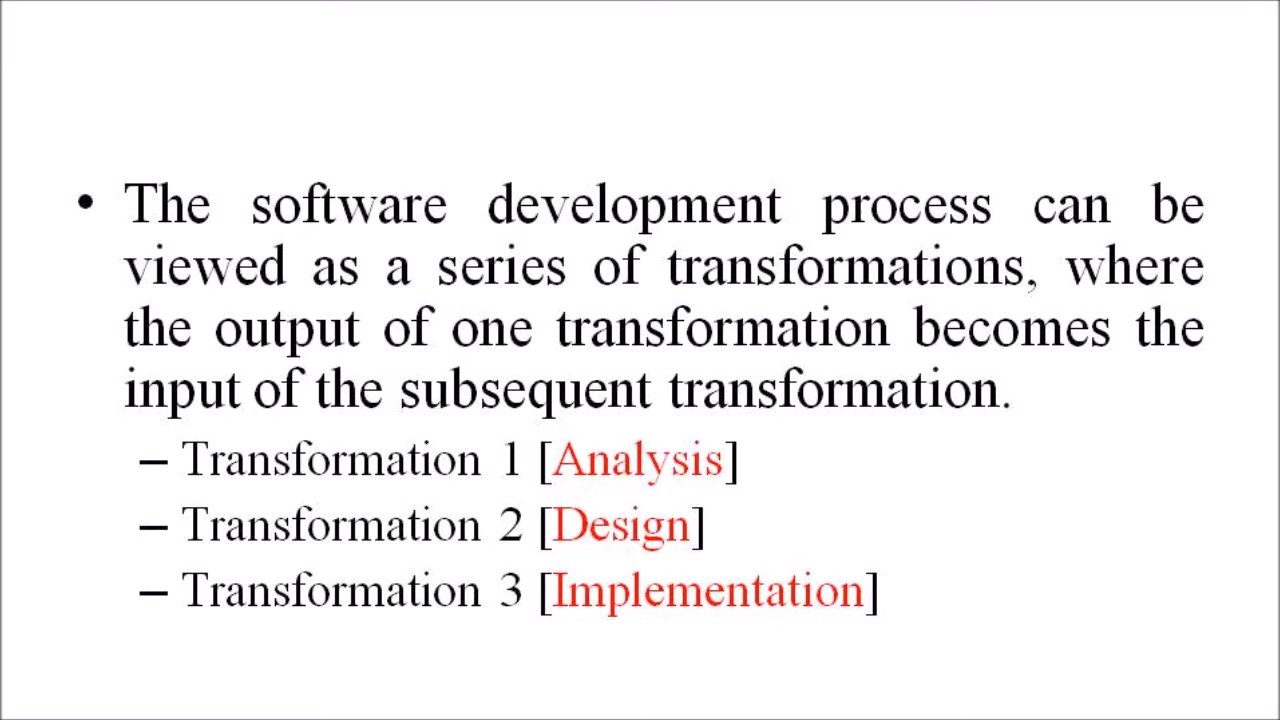 • The software development process can be
viewed as a series of transformations, where
the output of one transformation becomes the
input of the subsequent transformation.
– Transformation 1 [Analysis]
– Transformation 2 [Design]
– Transformation 3 [Implementation]